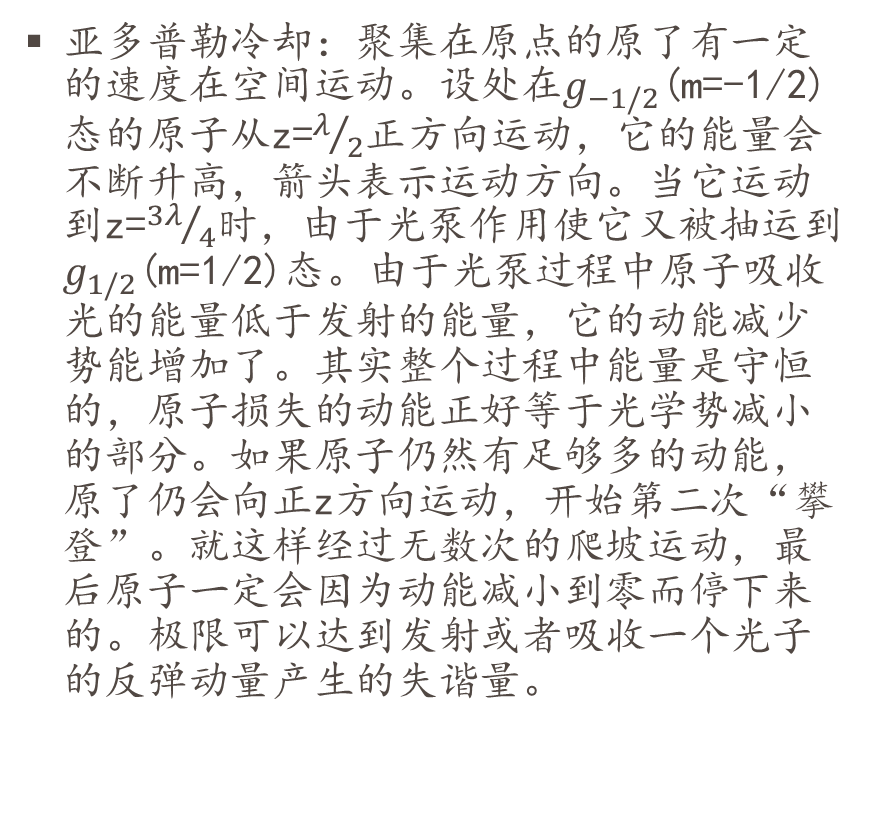 ▪ 亚多普勒冷却：聚集在原点的原了有一定
的速度在空间运动。设处在g₋₁/₂(m=−1/2)
态的原子从z=λ/2正方向运动，它的能量会
不断升高，箭头表示运动方向。当它运动
到z=3λ/4时，由于光泵作用使它又被抽运到
g₁/₂(m=1/2)态。由于光泵过程中原子吸收
光的能量低于发射的能量，它的动能减少
势能增加了。其实整个过程中能量是守恒
的，原子损失的动能正好等于光学势减小
的部分。如果原子仍然有足够多的动能，
原了仍会向正z方向运动，开始第二次“攀
登”。就这样经过无数次的爬坡运动，最
后原子一定会因为动能减小到零而停下来
的。极限可以达到发射或者吸收一个光子
的反弹动量产生的失谐量。